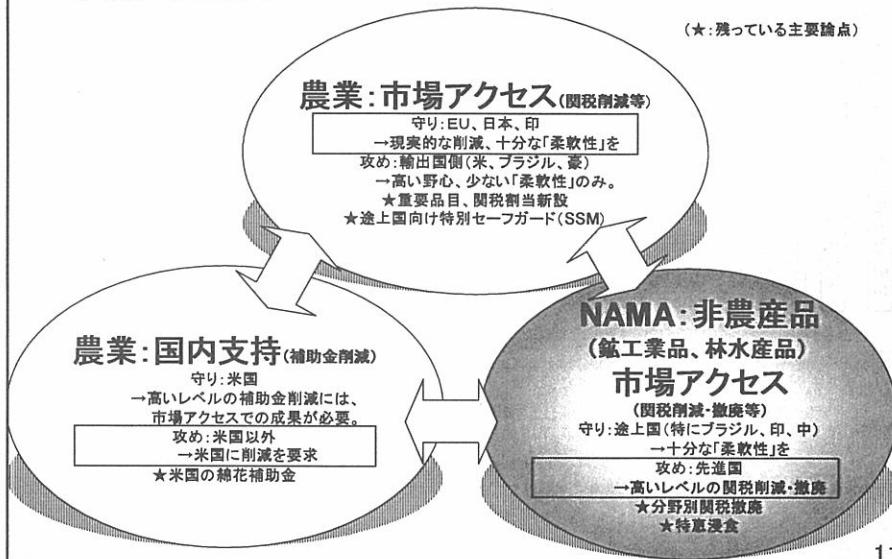 (★:残っている主要論点)
農業:市場アクセス(関税削減等)
守り:EU、日本、印
→現実的な削減、十分な「柔軟性」を
攻め:輸出国側(米、ブラジル、豪)
→高い野心、少ない「柔軟性」のみ。
★重要品目、関税割当新設
★途上国向け特別セーフガード(SSM)
農業:国内支持(補助金削減)
守り:米国
→高いレベルの補助金削減には、
市場アクセスでの成果が必要。
攻め:米国以外
→米国に削減を要求
★米国の綿花補助金
NAMA:非農産品
(鉱工業品、林水産品)
市場アクセス
(関税削減・撤廃等)
守り:途上国(特にブラジル、印、中)
→十分な「柔軟性」を
攻め:先進国
→高いレベルの関税削減・撤廃
★分野別関税撤廃
★特恵浸食